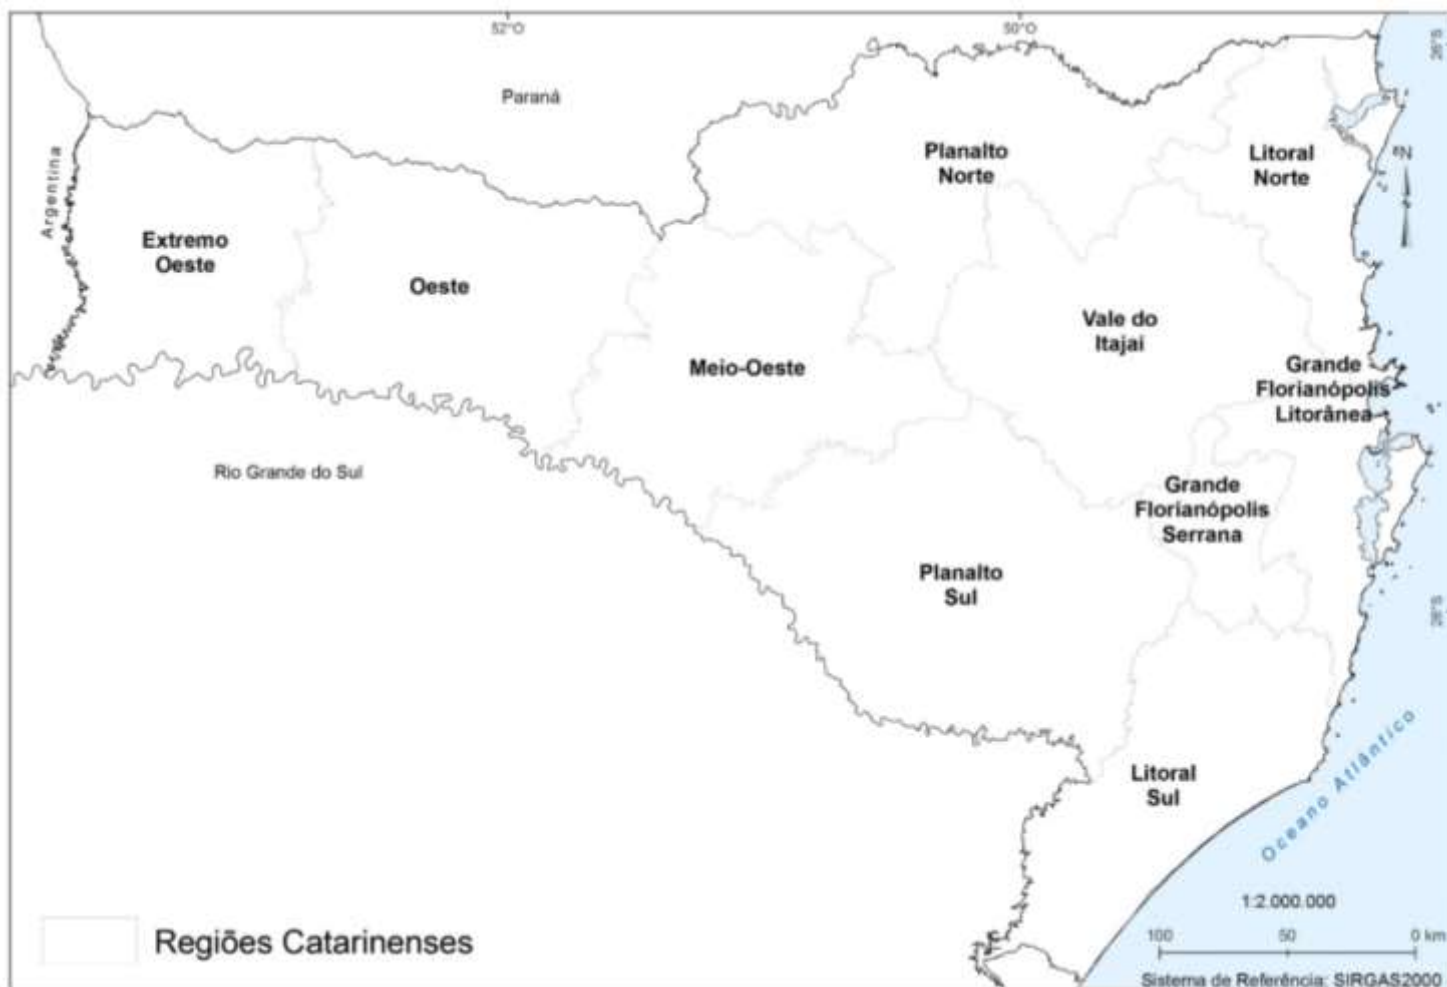 52°O
50°O
26°S
Paraná
Planalto
Norte
Litoral
Norte
N
Argentina
Extremo
Oeste
Oeste
Vale do
Itajaí
Meio-Oeste
Grande
Florianópolis
Litorânea
Rio Grande do Sul
Grande
Florianópolis
Serrana
Planalto
Sul
28°S
Litoral
Sul
Oceano Atlântico
1:2.000.000
Regiões Catarinenses
100 50 0 km
Sistema de Referência: SIRGAS2000